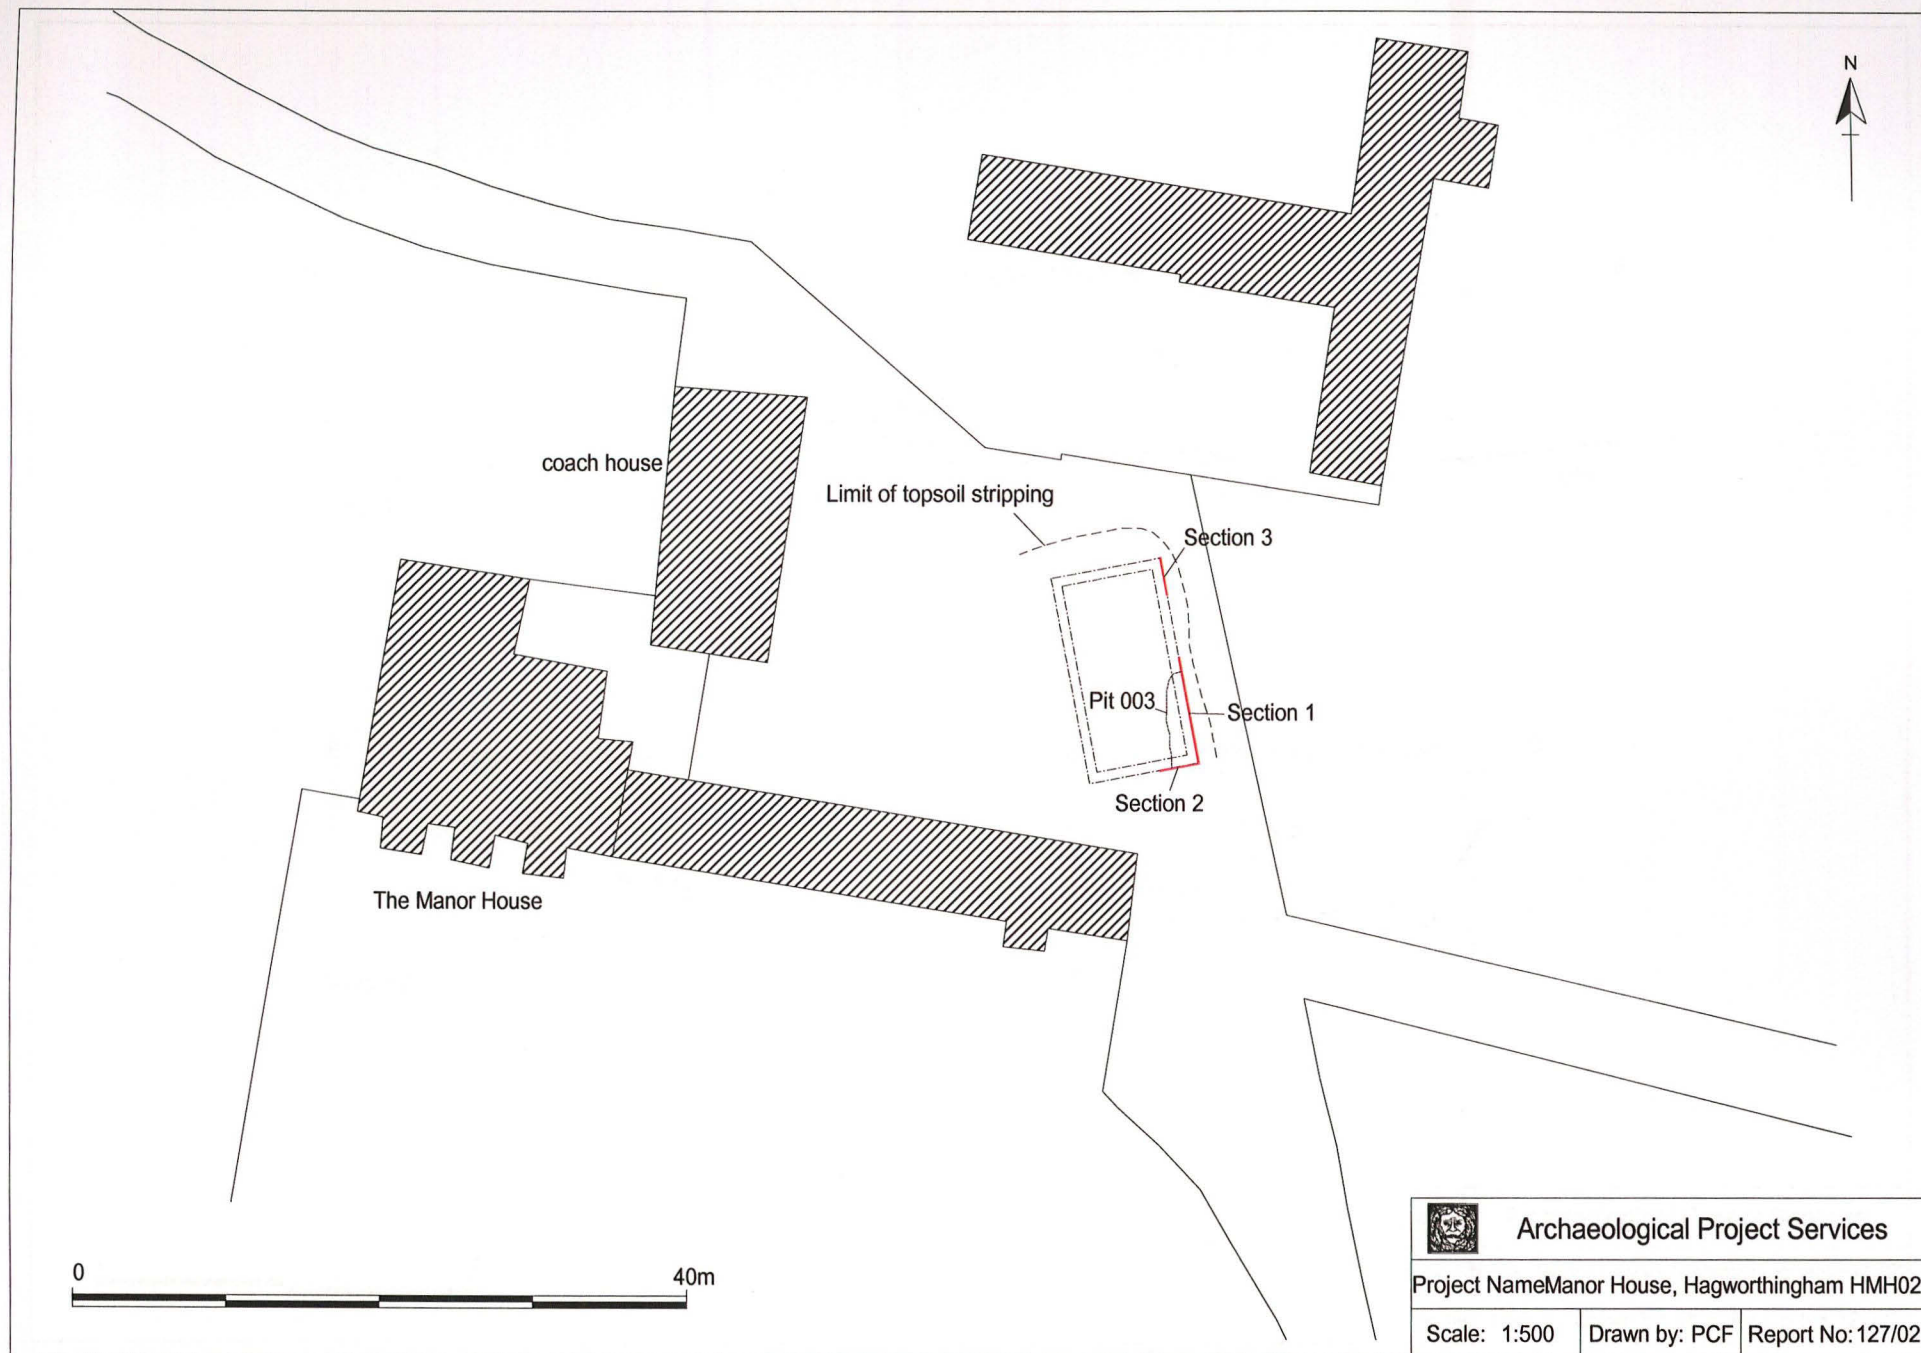 N
coach house
Limit of topsoil stripping
Section 3
Pit 003
Section 1
Section 2
The Manor House
0 40m
Archaeological Project Services
Project NameManor House, Hagworthingham HMH02
Scale: 1:500 Drawn by: PCF Report No: 127/02